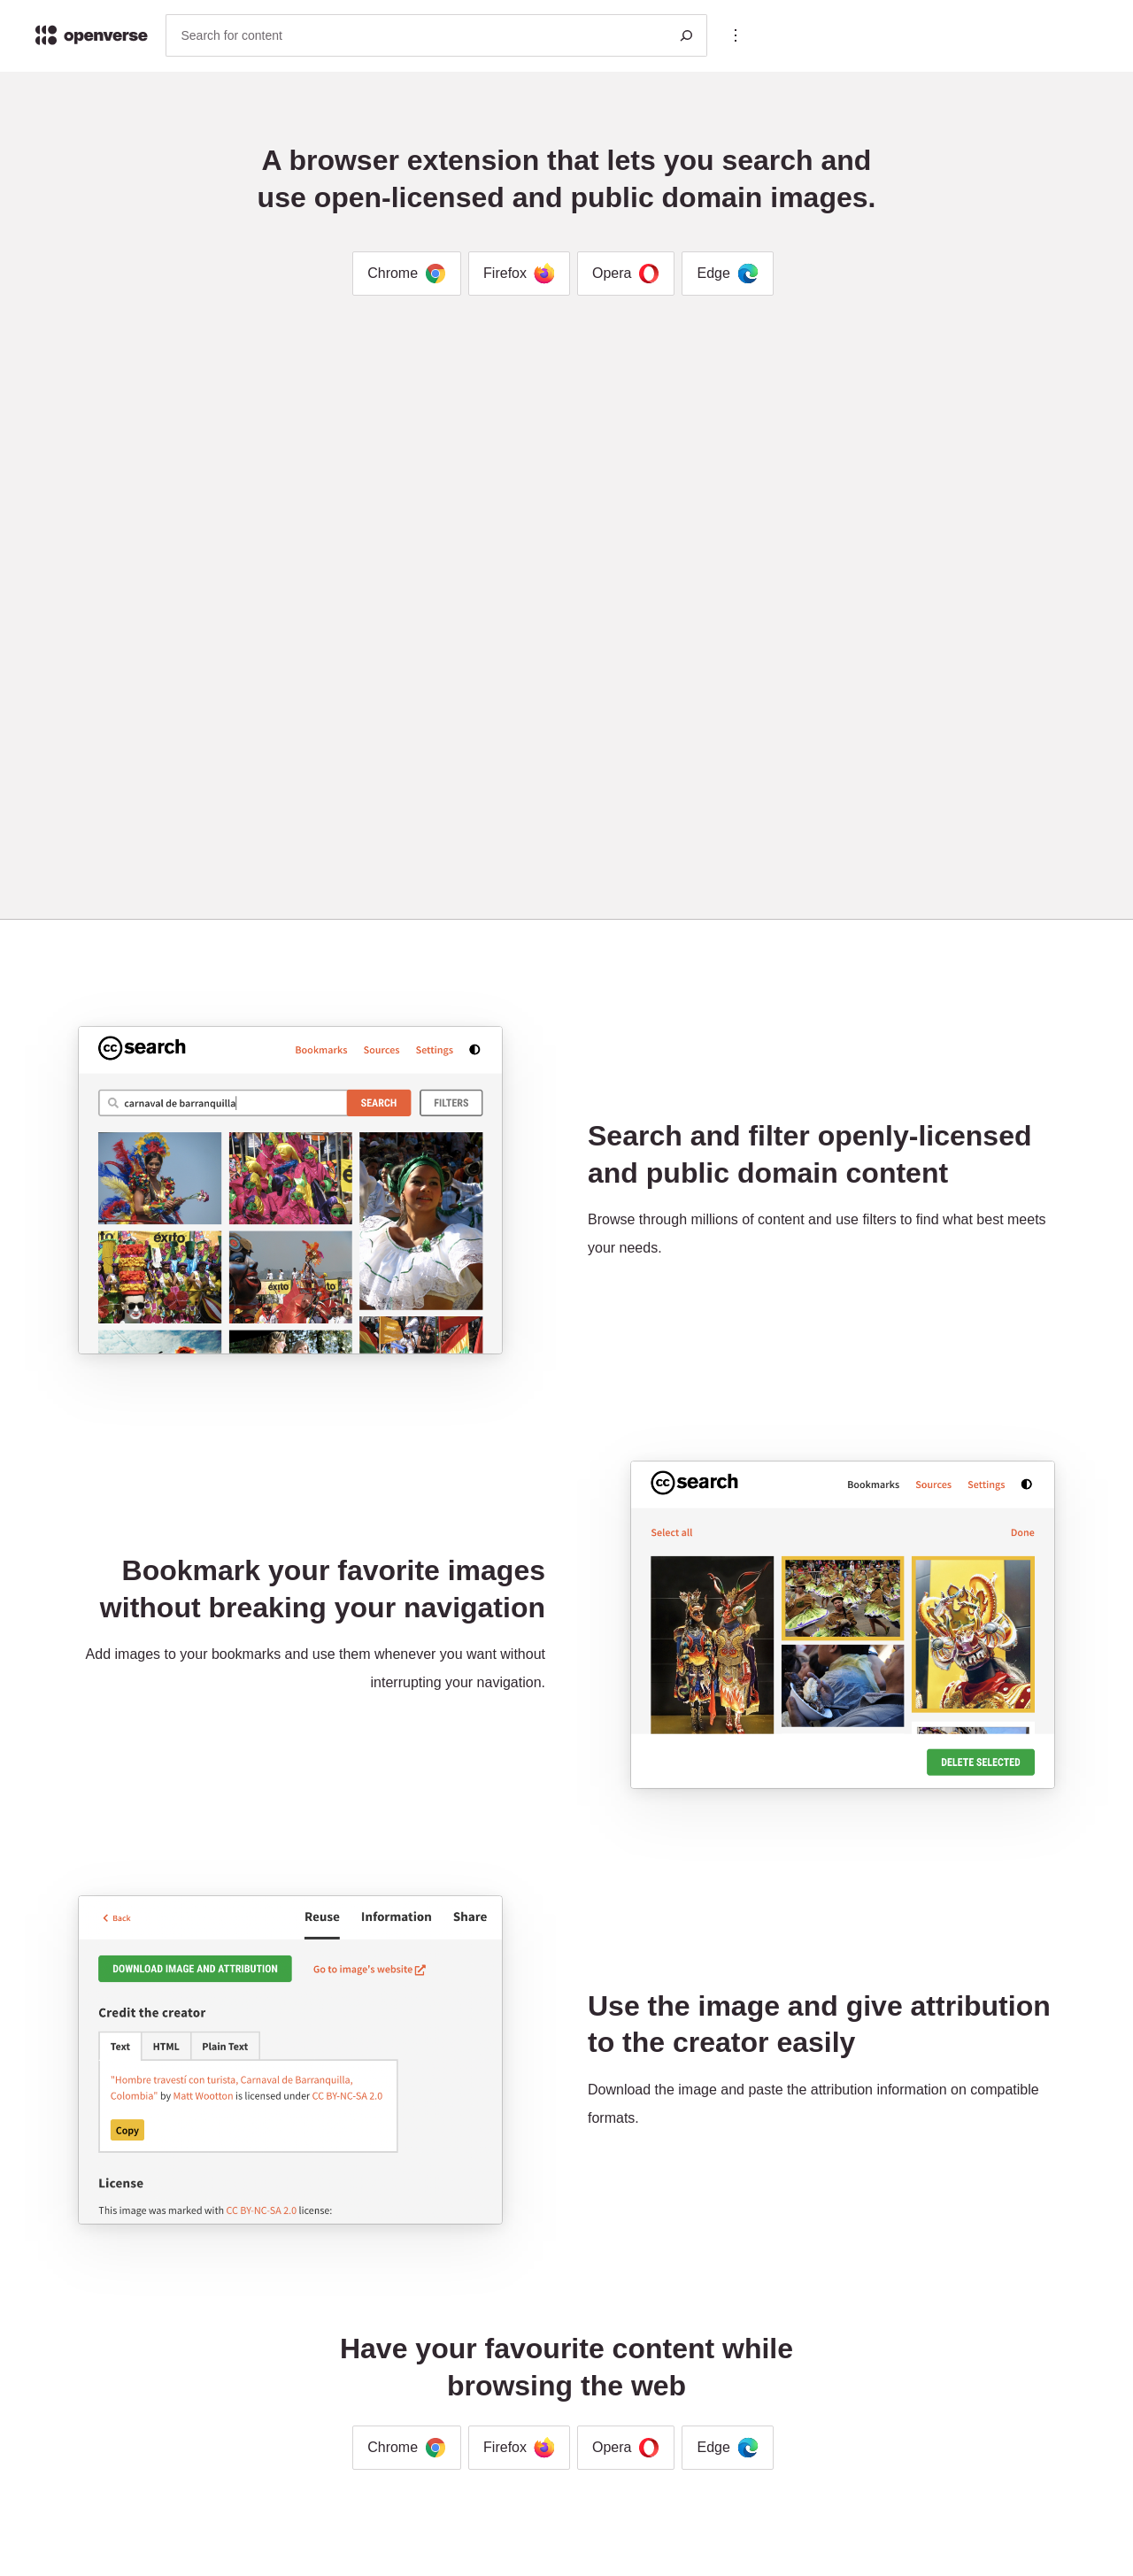 openverse
Search for content
A browser extension that lets you search and
use open-licensed and public domain images.
Chrome
Firefox
Opera
Edge
cc search
Bookmarks
Sources
Settings
carnaval de barranquilla
SEARCH
FILTERS
éxito
éxito
Search and filter openly-licensed
and public domain content
Browse through millions of content and use filters to find what best meets
your needs.
cc search
Bookmarks
Sources
Settings
Select all
Done
DELETE SELECTED
Bookmark your favorite images
without breaking your navigation
Add images to your bookmarks and use them whenever you want without
interrupting your navigation.
Back
Reuse
Information
Share
DOWNLOAD IMAGE AND ATTRIBUTION
Go to image's website
Credit the creator
Text
HTML
Plain Text
"Hombre travestí con turista, Carnaval de Barranquilla,
Colombia" by Matt Wootton is licensed under CC BY-NC-SA 2.0
Copy
License
This image was marked with CC BY-NC-SA 2.0 license:
Use the image and give attribution
to the creator easily
Download the image and paste the attribution information on compatible
formats.
Have your favourite content while
browsing the web
Chrome
Firefox
Opera
Edge